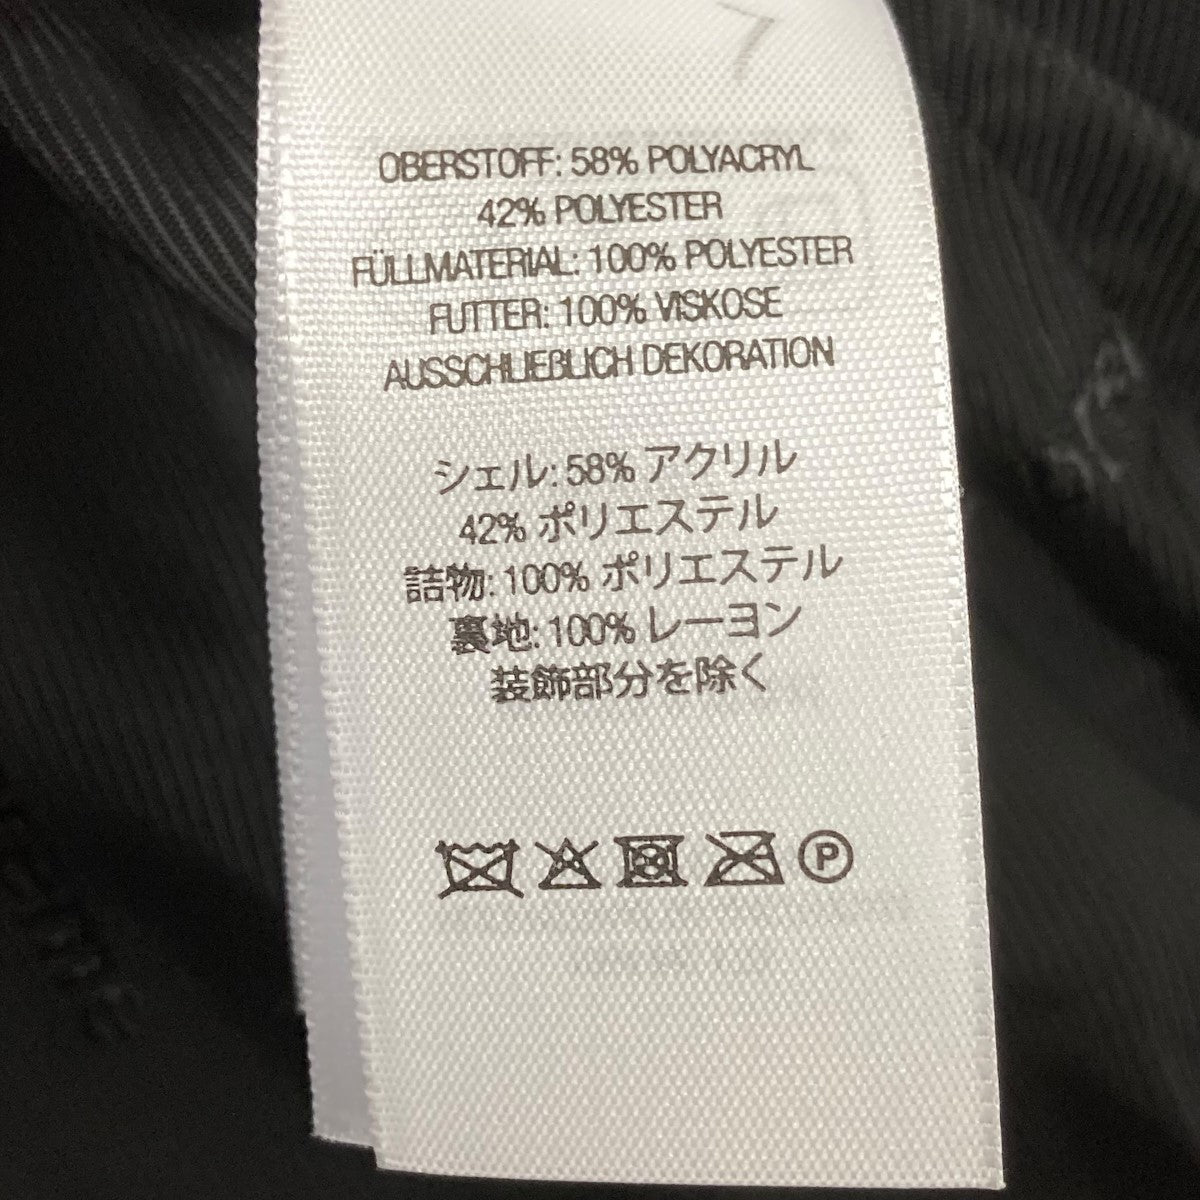 OBERSTOFF: 58% POLYACRYL
42% POLYESTER
FÜLLMATERIAL: 100% POLYESTER
FUTTER: 100% VISKOSE
AUSSCHLIEBLICH DEKORATION
シェル: 58% アクリル
42% ポリエステル
詰物: 100% ポリエステル
裏地: 100% レーヨン
装飾部分を除く
P